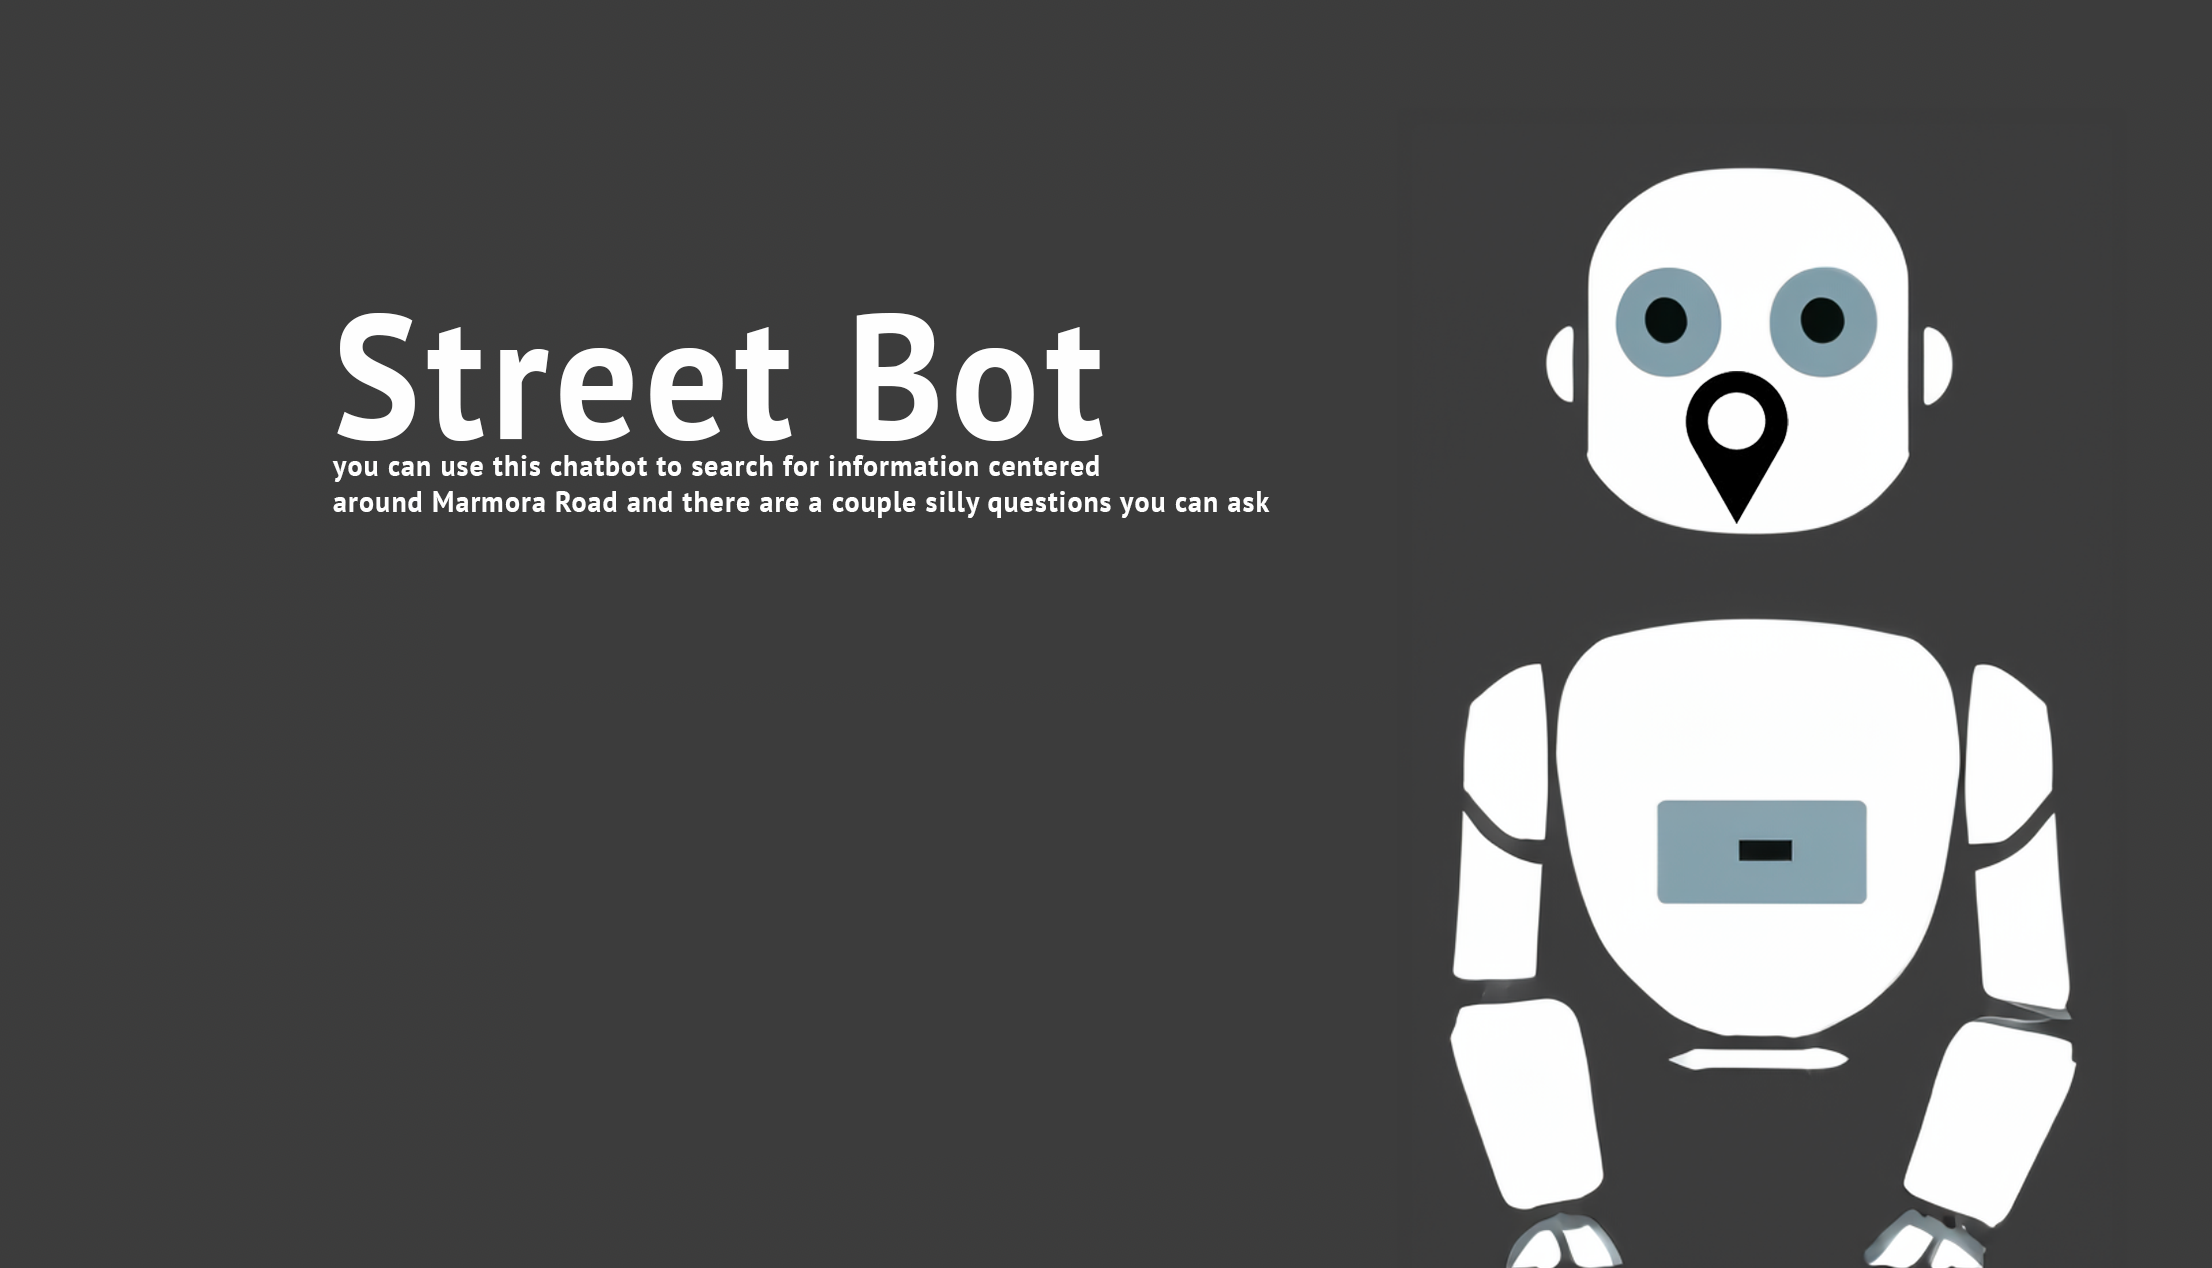 Street Bot
you can use this chatbot to search for information centered
around Marmora Road and there are a couple silly questions you can ask